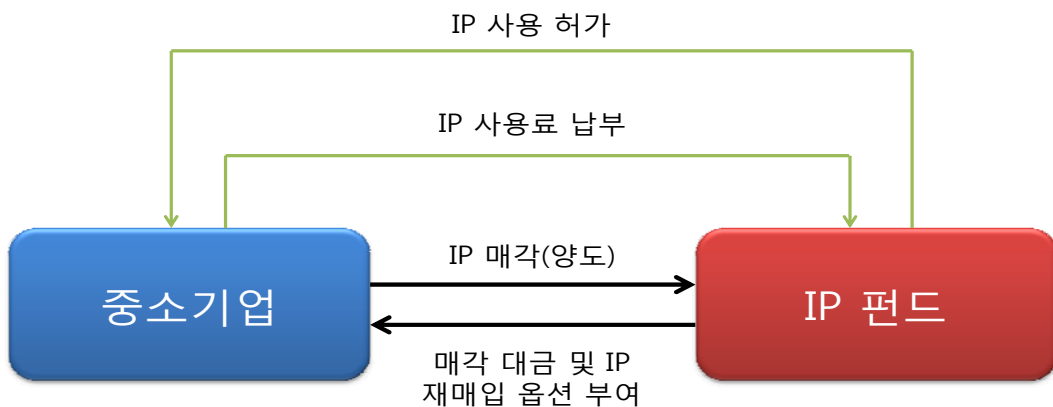 IP 사용 허가
IP 사용료 납부
IP 매각(양도)
중소기업
IP 펀드
매각 대금 및 IP
재매입 옵션 부여